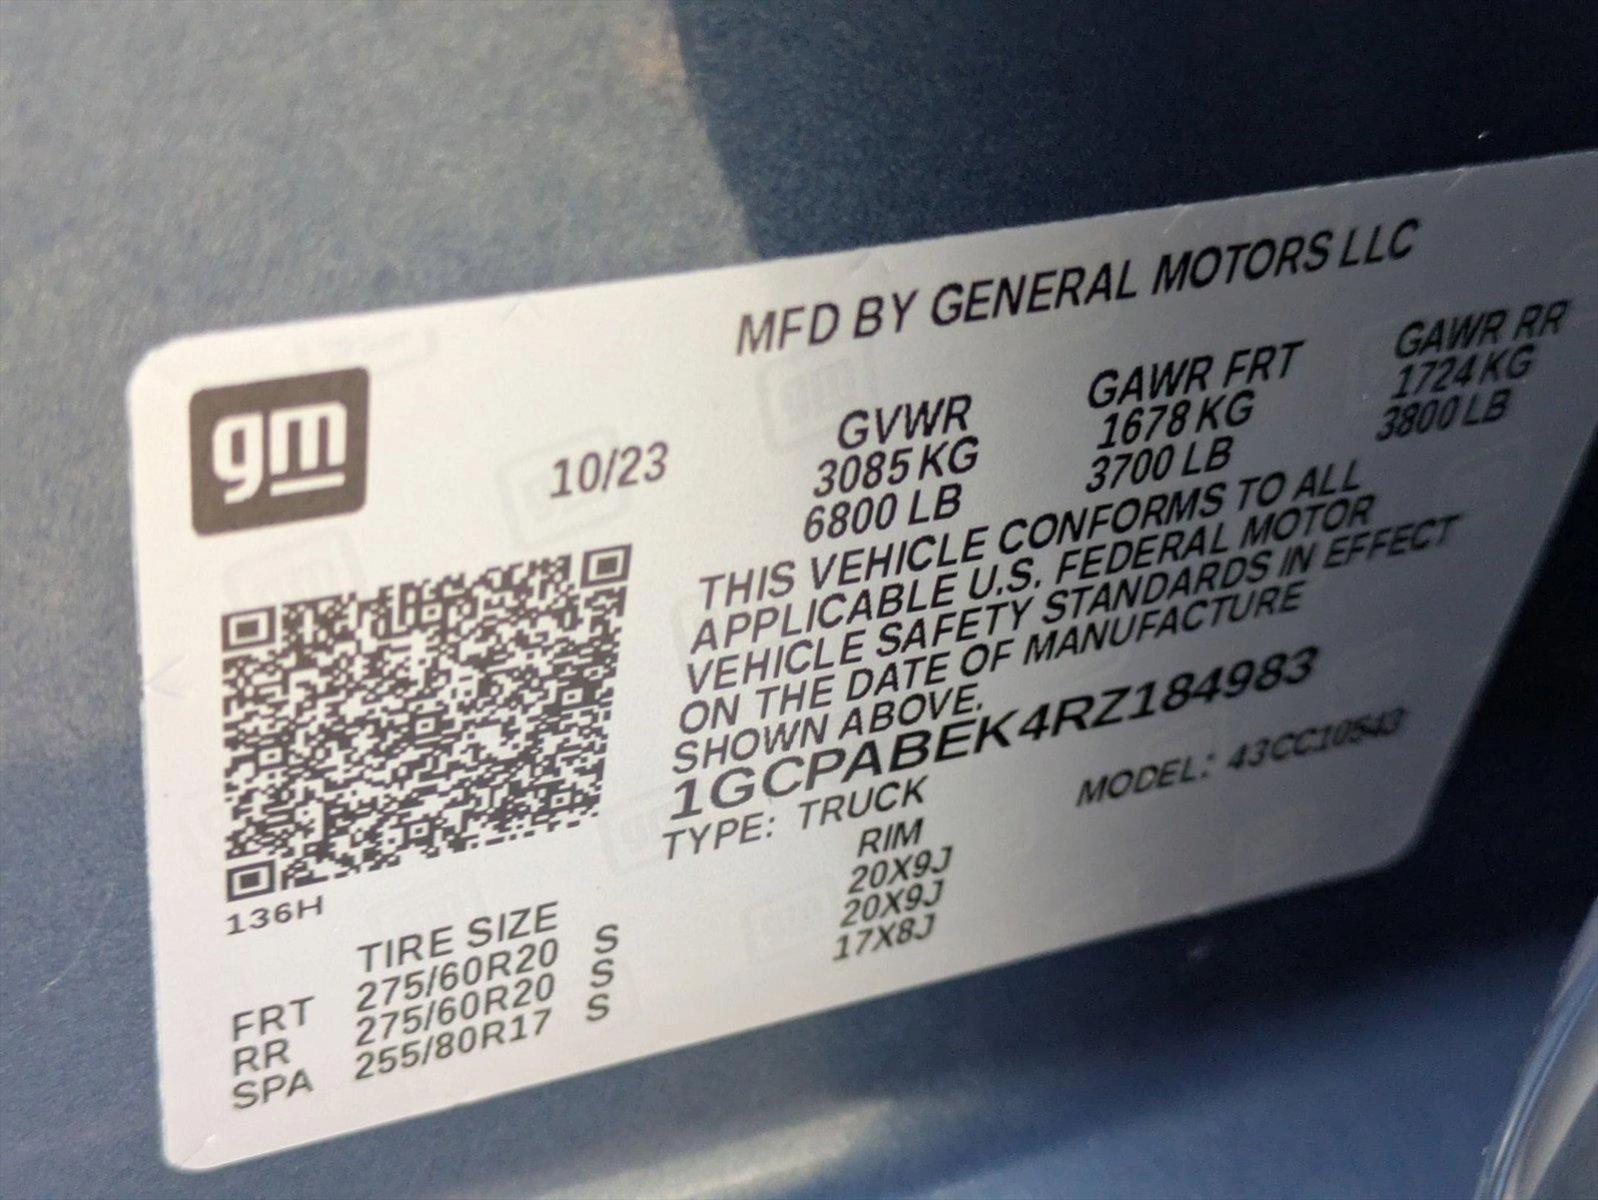 MFD BY GENERAL MOTORS LLC
gm
10/23
GVWR GAWR FRT GAWR RR
3085 KG 1678 KG 1724 KG
6800 LB 3700 LB 3800 LB
THIS VEHICLE CONFORMS TO ALL
APPLICABLE U.S. FEDERAL MOTOR
VEHICLE SAFETY STANDARDS IN EFFECT
ON THE DATE OF MANUFACTURE
SHOWN ABOVE.
1GCPABEK4RZ184983
TYPE: TRUCK MODEL: 43CC10543
136H
TIRE SIZE RIM
FRT 275/60R20 S 20X9J
RR 275/60R20 S 20X9J
SPA 255/80R17 S 17X8J